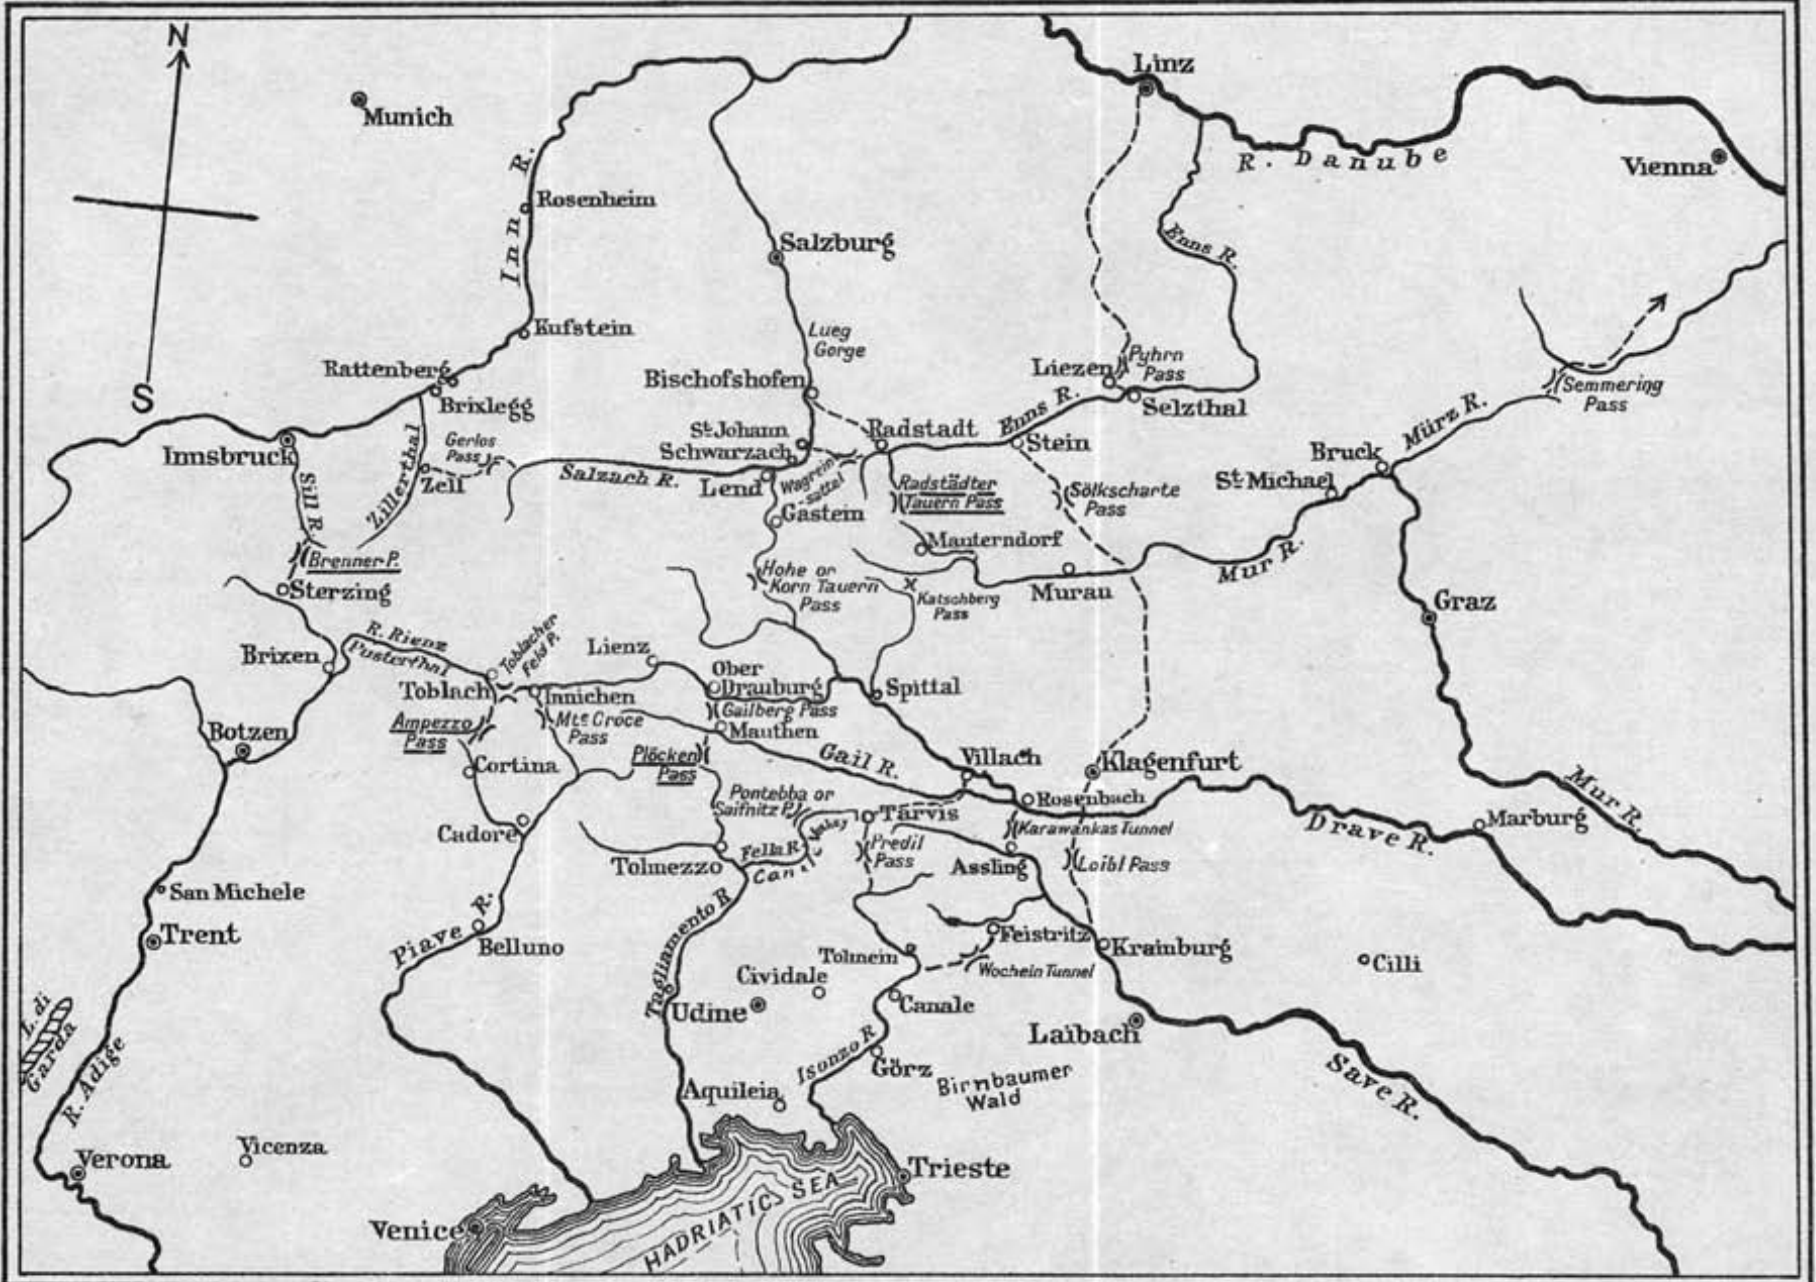 N
Munich
Linz
R. Danube
Vienna
Inn R.
Rosenheim
Salzburg
Enns R.
Kufstein
Lueg
Gorge
Rattenberg
Brixlegg
Bischofshofen
Liezen
Pyhrn
Pass
Selzthal
Semmering
Pass
S
Innsbruck
Gerlos
Pass
Zell
Zillerthal
Sill R.
St. Johann
Schwarzach
Salzach R.
Lend
Wagrein
-sattel
Radstadt
Enns R.
Stein
Radstädter
Tauern Pass
Sölkscharte
Pass
Bruck
Mürz R.
St. Michael
Gastein
Mauterndorf
Brenner P.
Sterzing
Hohe or
Korn Tauern
Pass
Katschberg
Pass
Muran
Mur R.
Graz
R. Rienz
Pusterthal
Brixen
Toblacher
Feld P.
Toblach
Innichen
Lienz
Ober
Drauburg
Gailberg Pass
Mauthen
Spittal
Ampezzo
Pass
Mte Croce
Pass
Plöcken
Pass
Botzen
Cortina
Gail R.
Villach
Klagenfurt
Rosenbach
Mur R.
Pontebba or
Saifnitz P.
Tarvis
Karawankas Tunnel
Drave R.
Marburg
Cadore
Tolmezzo
Fella R.
Canale Valley
Predil
Pass
Assling
Loibl Pass
San Michele
Trent
Piave R.
Belluno
Tagliamento R
Tolmein
Feistritz
Krainburg
Wochein Tunnel
Cilli
Cividale
Udine
Canale
Laibach
L. di
Garda
R. Adige
Isonzo R
Görz
Birnbaumer
Wald
Save R.
Aquileia
Verona
Vicenza
Trieste
Venice
HADRIATIC SEA